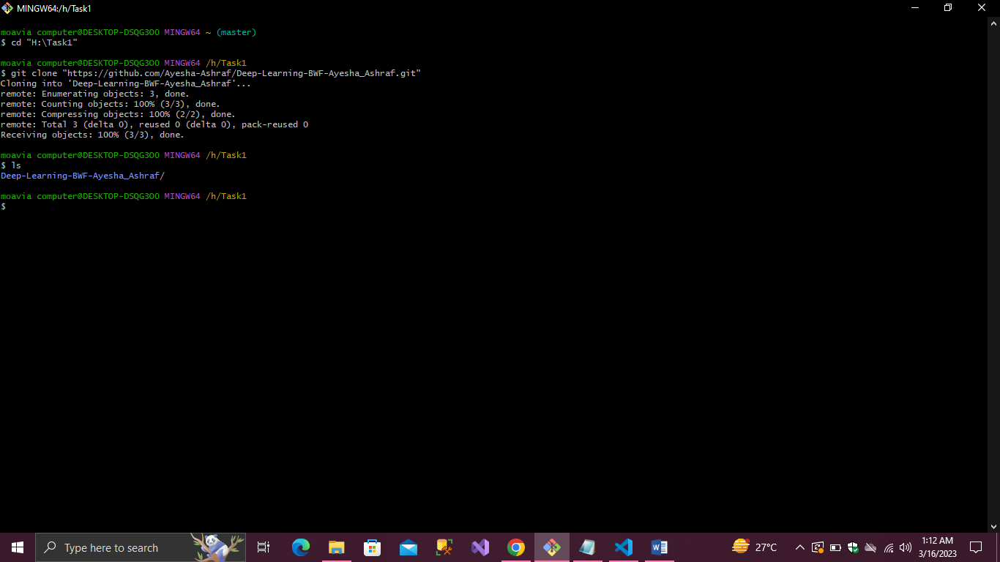 MINGW64:/h/Task1
moavia computer@DESKTOP-DSQG3OO MINGW64 ~ (master)
$ cd "H:\Task1"
moavia computer@DESKTOP-DSQG3OO MINGW64 /h/Task1
$ git clone "https://github.com/Ayesha-Ashraf/Deep-Learning-BWF-Ayesha_Ashraf.git"
Cloning into 'Deep-Learning-BWF-Ayesha_Ashraf'...
remote: Enumerating objects: 3, done.
remote: Counting objects: 100% (3/3), done.
remote: Compressing objects: 100% (2/2), done.
remote: Total 3 (delta 0), reused 0 (delta 0), pack-reused 0
Receiving objects: 100% (3/3), done.
moavia computer@DESKTOP-DSQG3OO MINGW64 /h/Task1
$ ls
Deep-Learning-BWF-Ayesha_Ashraf/
moavia computer@DESKTOP-DSQG3OO MINGW64 /h/Task1
$
Type here to search
27°C
1:12 AM
3/16/2023